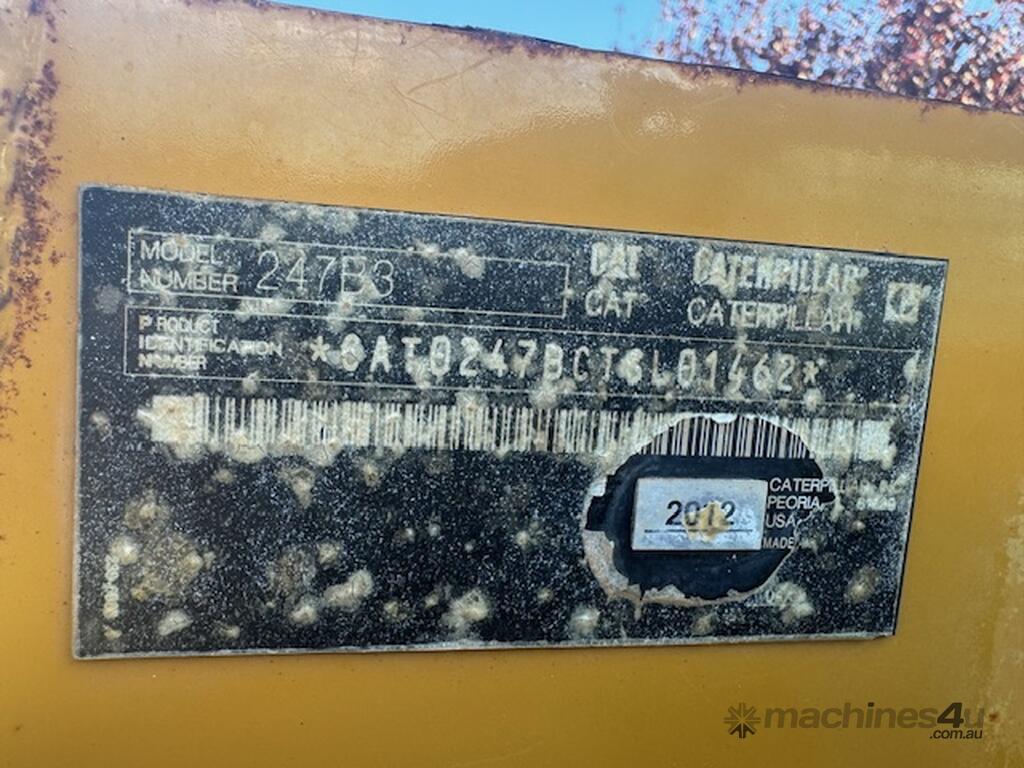 MODEL
NUMBER 247B3
CAT CATERPILLAR
CAT CATERPILLAR
PRODUCT
IDENTIFICATION
NUMBER
*CAT0247BCTSL01462*
2012
CATERPILLAR
PEORIA,
USA
MADE
machines4u
.com.au